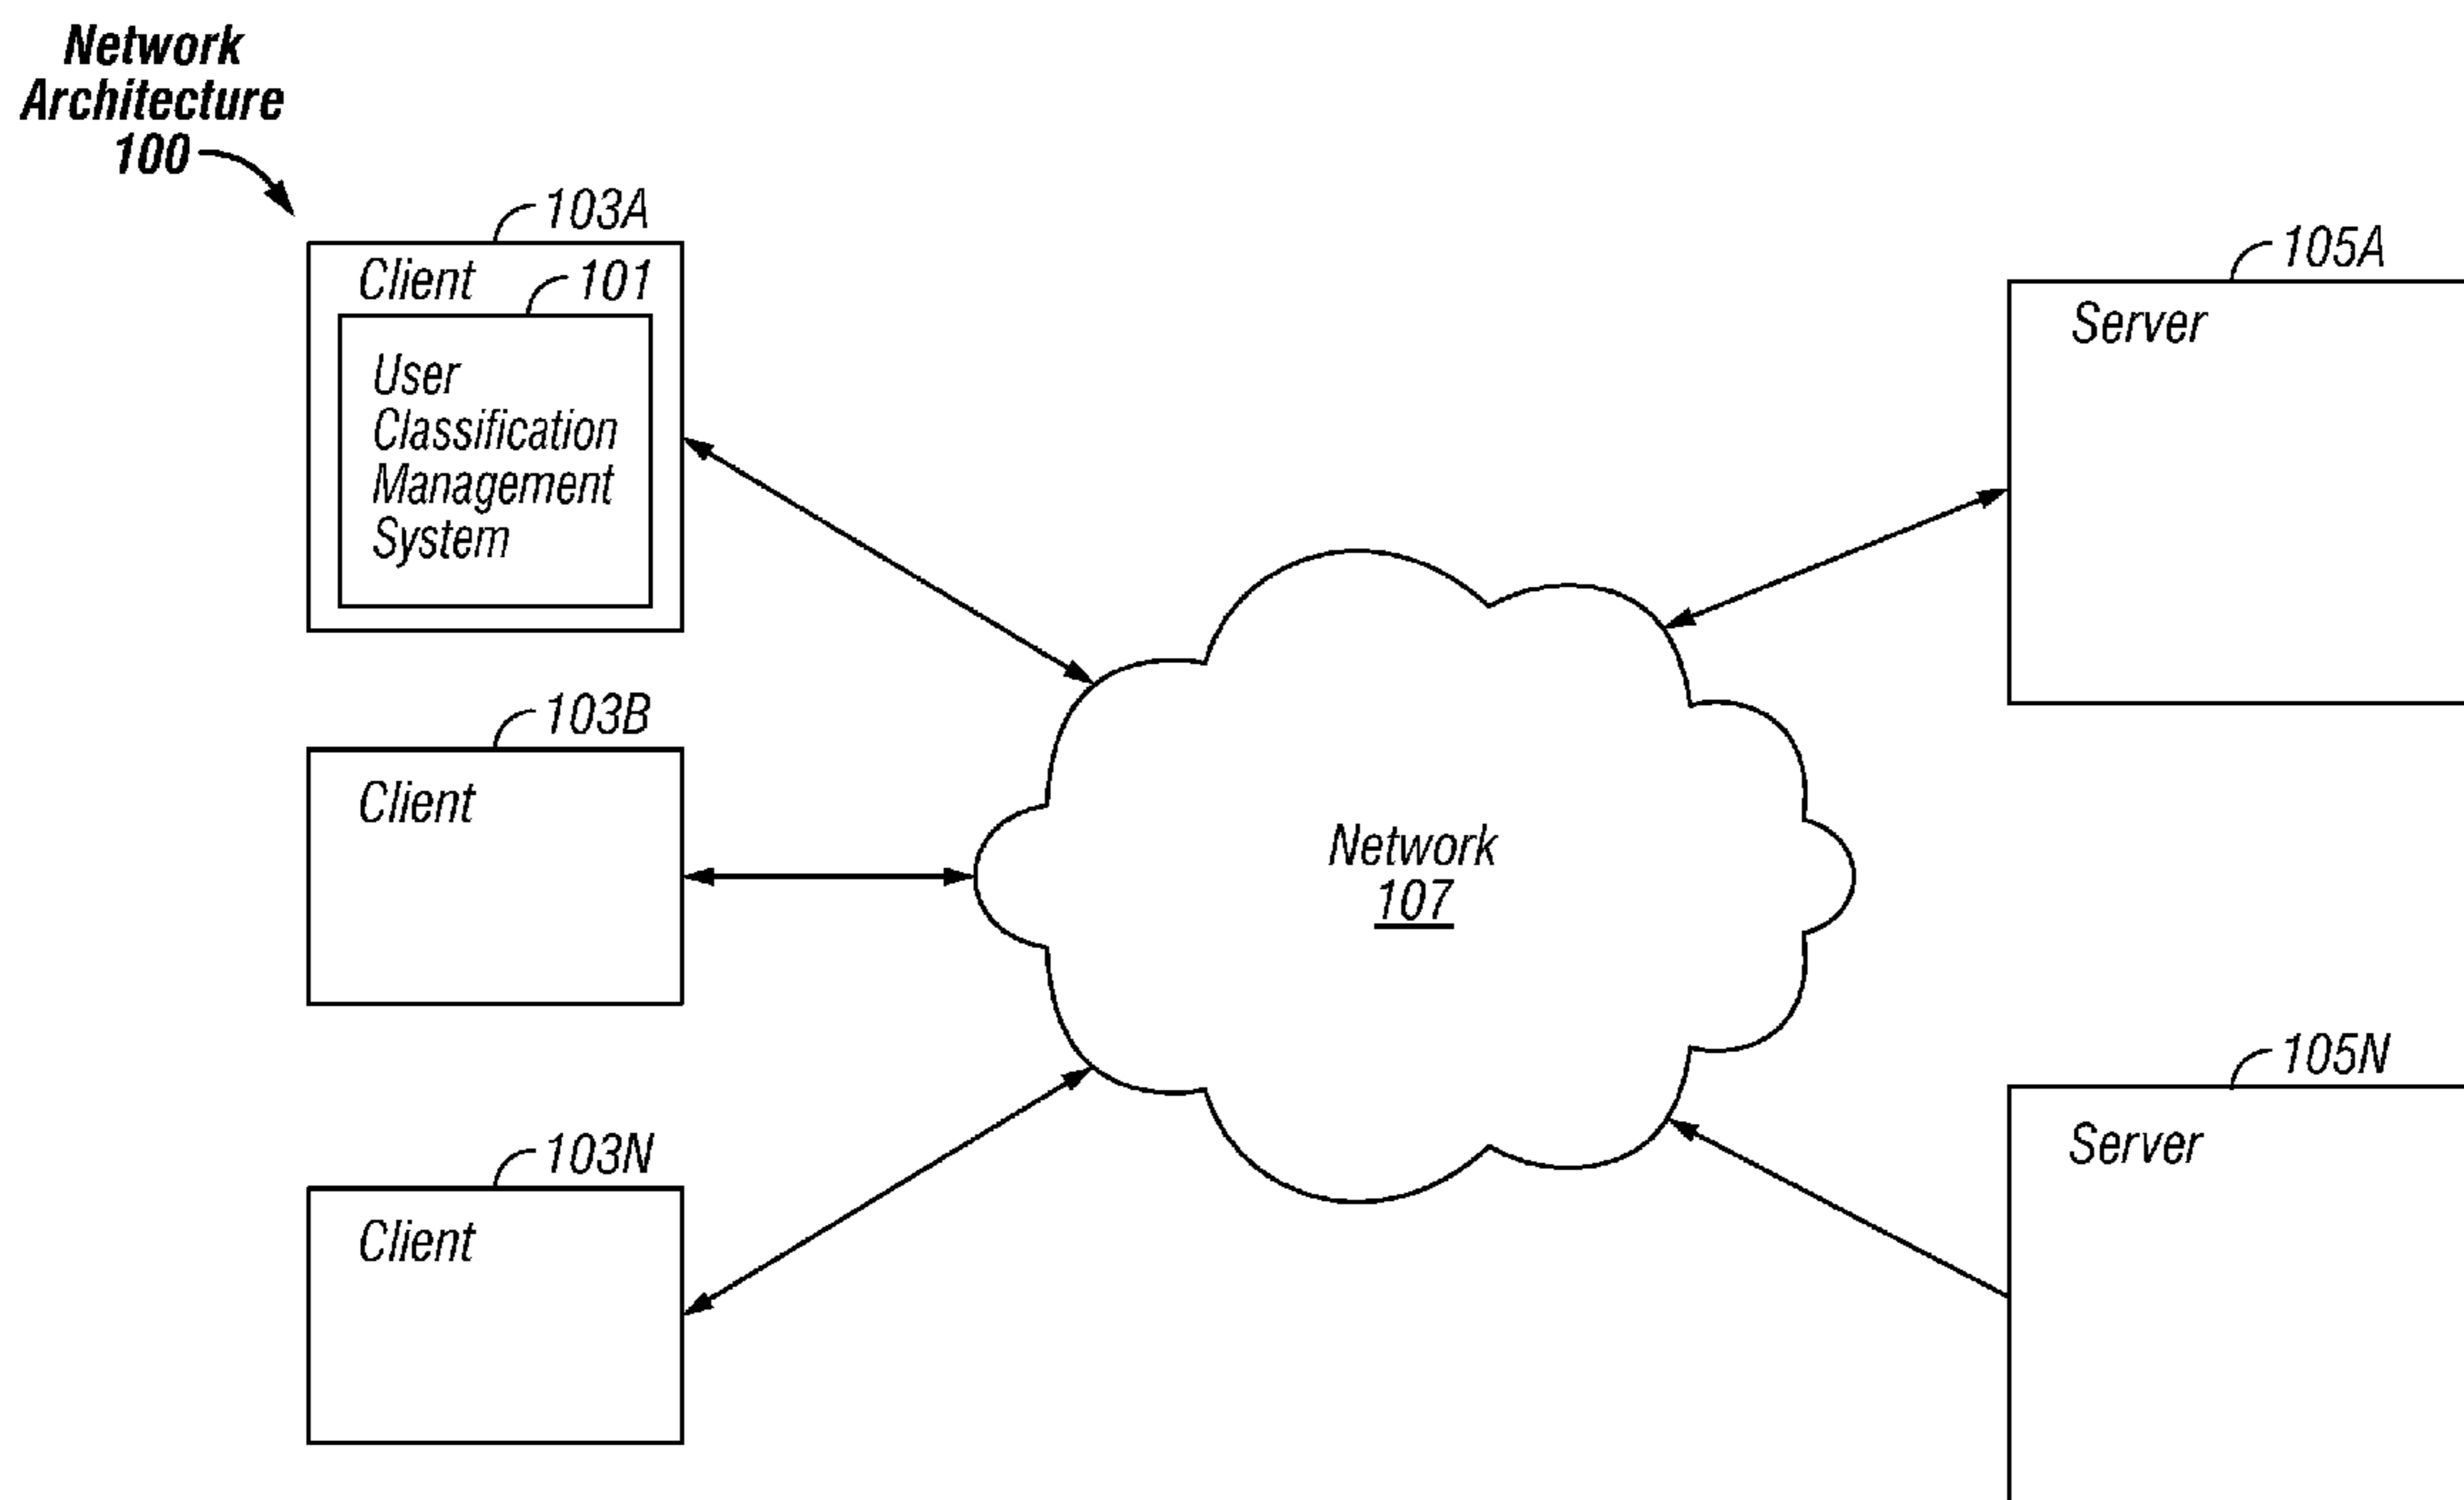 Network
Architecture
100
103A
Client
101
User
Classification
Management
System
103B
Client
103N
Client
Network
107
105A
Server
105N
Server